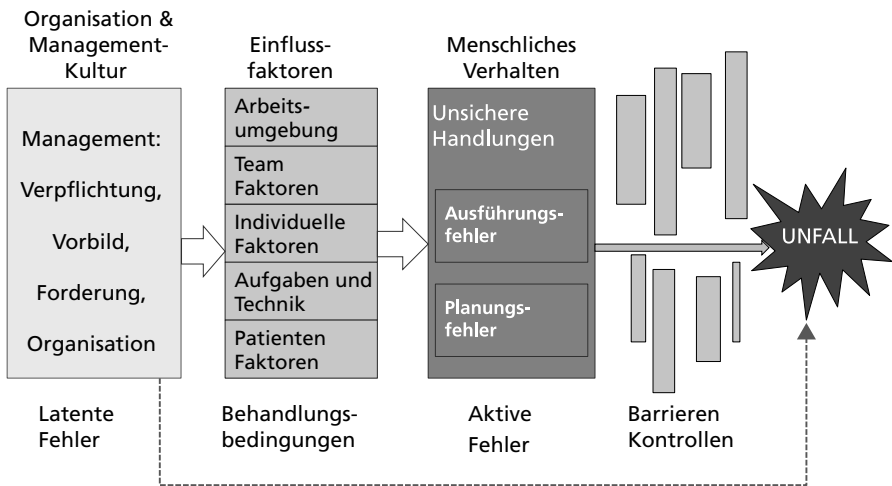 Organisation &
Management-
Kultur
Management:
Verpflichtung,
Vorbild,
Forderung,
Organisation
Latente
Fehler
Einfluss-
faktoren
Arbeits-
umgebung
Team
Faktoren
Individuelle
Faktoren
Aufgaben und
Technik
Patienten
Faktoren
Behandlungs-
bedingungen
Menschliches
Verhalten
Unsichere
Handlungen
Ausführungs-
fehler
Planungs-
fehler
Aktive
Fehler
Barrieren
Kontrollen
UNFALL